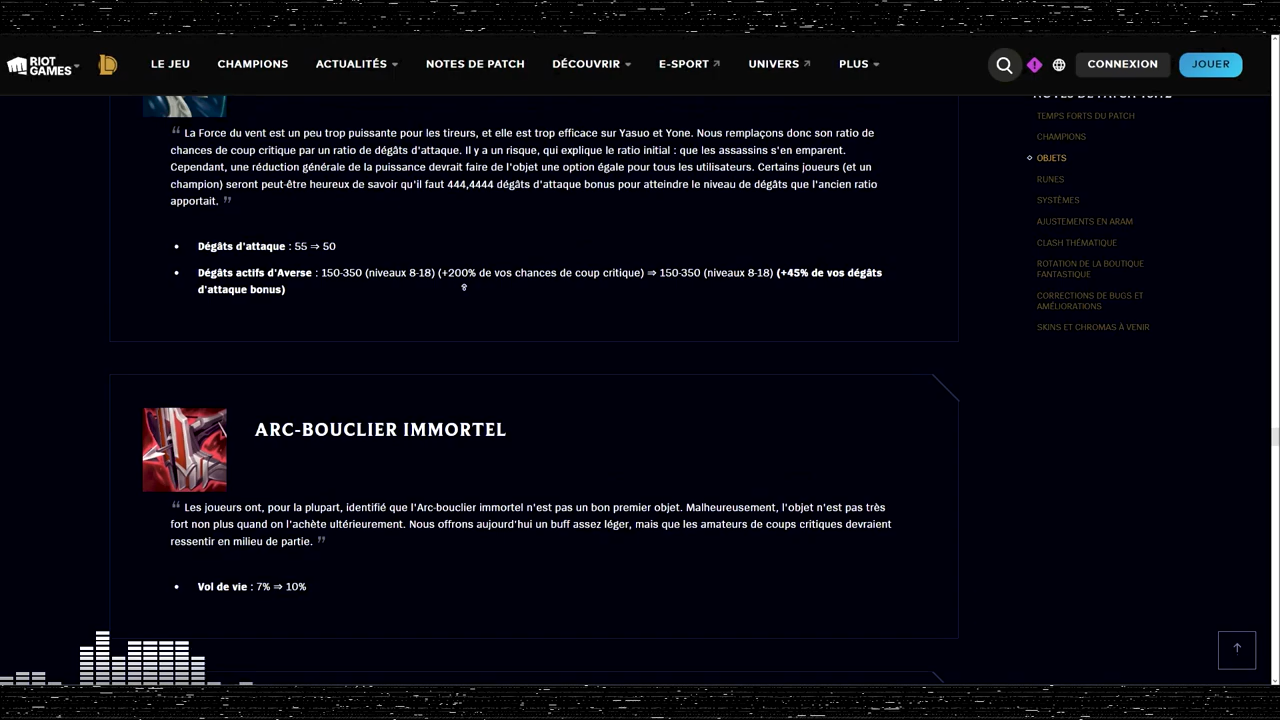 RIOT GAMES
LE JEU
CHAMPIONS
ACTUALITÉS
NOTES DE PATCH
DÉCOUVRIR
E-SPORT
UNIVERS
PLUS
CONNEXION
JOUER
“ La Force du vent est un peu trop puissante pour les tireurs, et elle est trop efficace sur Yasuo et Yone. Nous remplaçons donc son ratio de
chances de coup critique par un ratio de dégâts d'attaque. Il y a un risque, qui explique le ratio initial : que les assassins s'en emparent.
Cependant, une réduction générale de la puissance devrait faire de l'objet une option égale pour tous les utilisateurs. Certains joueurs (et un
champion) seront peut-être heureux de savoir qu'il faut 444,4444 dégâts d'attaque bonus pour atteindre le niveau de dégâts que l'ancien ratio
apportait. ”
• Dégâts d'attaque : 55 ⇒ 50
• Dégâts actifs d'Averse : 150-350 (niveaux 8-18) (+200% de vos chances de coup critique) ⇒ 150-350 (niveaux 8-18) (+45% de vos dégâts
d'attaque bonus)
ARC-BOUCLIER IMMORTEL
“ Les joueurs ont, pour la plupart, identifié que l'Arc-bouclier immortel n'est pas un bon premier objet. Malheureusement, l'objet n'est pas très
fort non plus quand on l'achète ultérieurement. Nous offrons aujourd'hui un buff assez léger, mais que les amateurs de coups critiques devraient
ressentir en milieu de partie. ”
• Vol de vie : 7% ⇒ 10%
TEMPS FORTS DU PATCH
CHAMPIONS
OBJETS
RUNES
SYSTÈMES
AJUSTEMENTS EN ARAM
CLASH THÉMATIQUE
ROTATION DE LA BOUTIQUE
FANTASTIQUE
CORRECTIONS DE BUGS ET
AMÉLIORATIONS
SKINS ET CHROMAS À VENIR